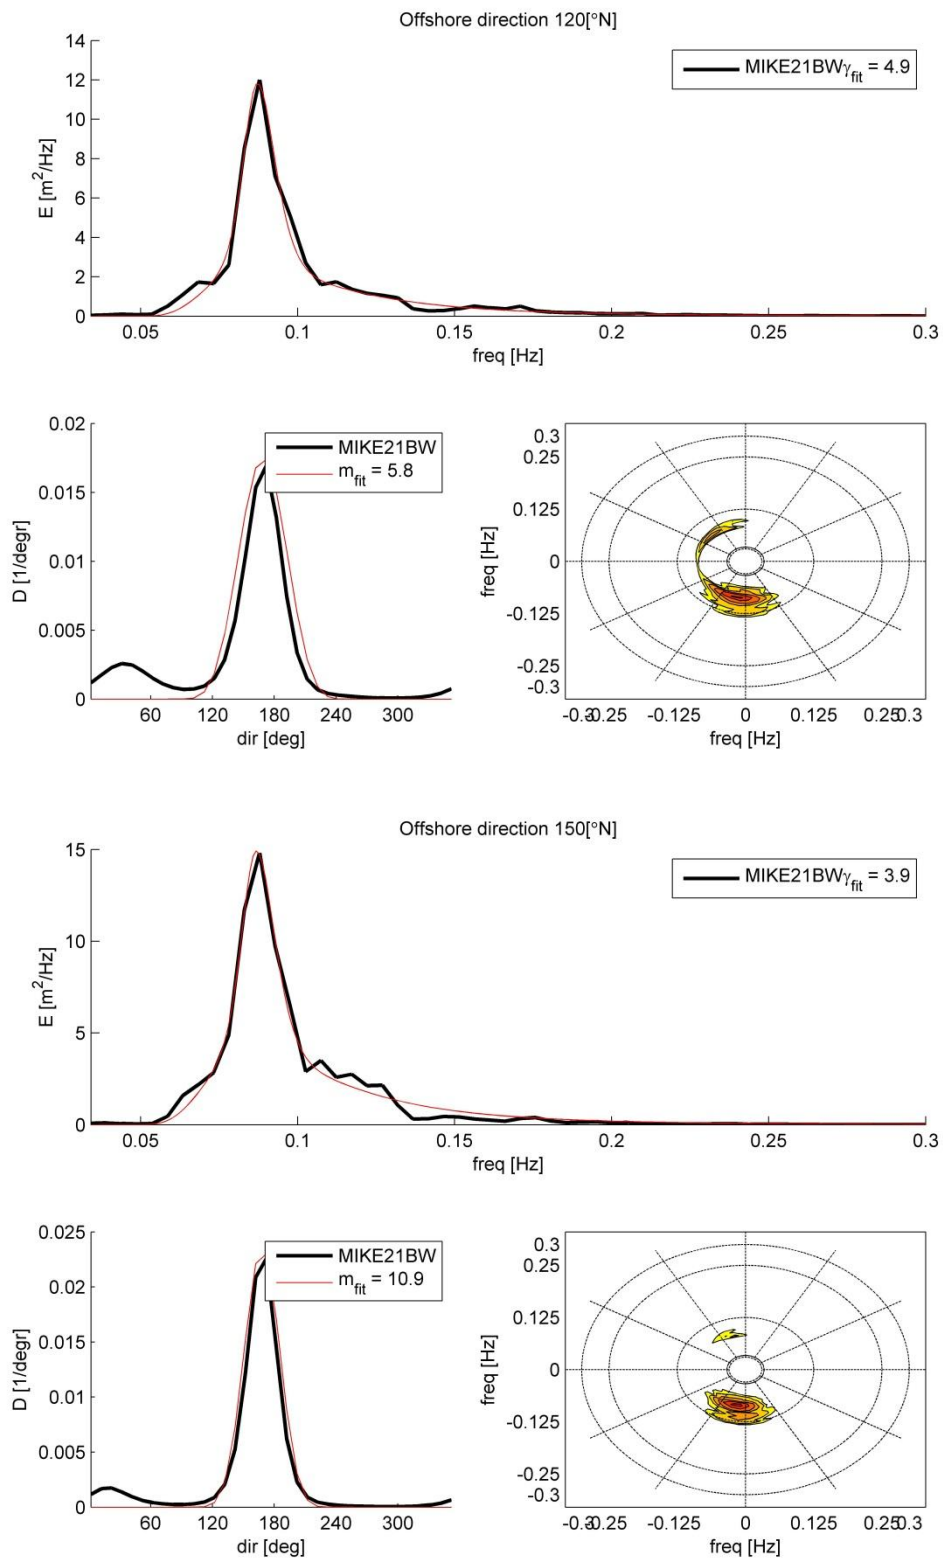 Offshore direction 120[°N]
14
12
10
8
6
4
2
0
E [m²/Hz]
MIKE21BWγfit = 4.9
0.05 0.1 0.15 0.2 0.25 0.3
freq [Hz]
0.02
0.015
0.01
0.005
0
D [1/degr]
MIKE21BW
mfit = 5.8
60 120 180 240 300
dir [deg]
0.3
0.25
0.125
0
-0.125
-0.25
-0.3
freq [Hz]
-0.3 -0.25 -0.125 0 0.125 0.25 0.3
freq [Hz]
Offshore direction 150[°N]
15
10
5
0
E [m²/Hz]
MIKE21BWγfit = 3.9
0.05 0.1 0.15 0.2 0.25 0.3
freq [Hz]
0.025
0.02
0.015
0.01
0.005
0
D [1/degr]
MIKE21BW
mfit = 10.9
60 120 180 240 300
dir [deg]
0.3
0.25
0.125
0
-0.125
-0.25
-0.3
freq [Hz]
-0.3 -0.25 -0.125 0 0.125 0.25 0.3
freq [Hz]